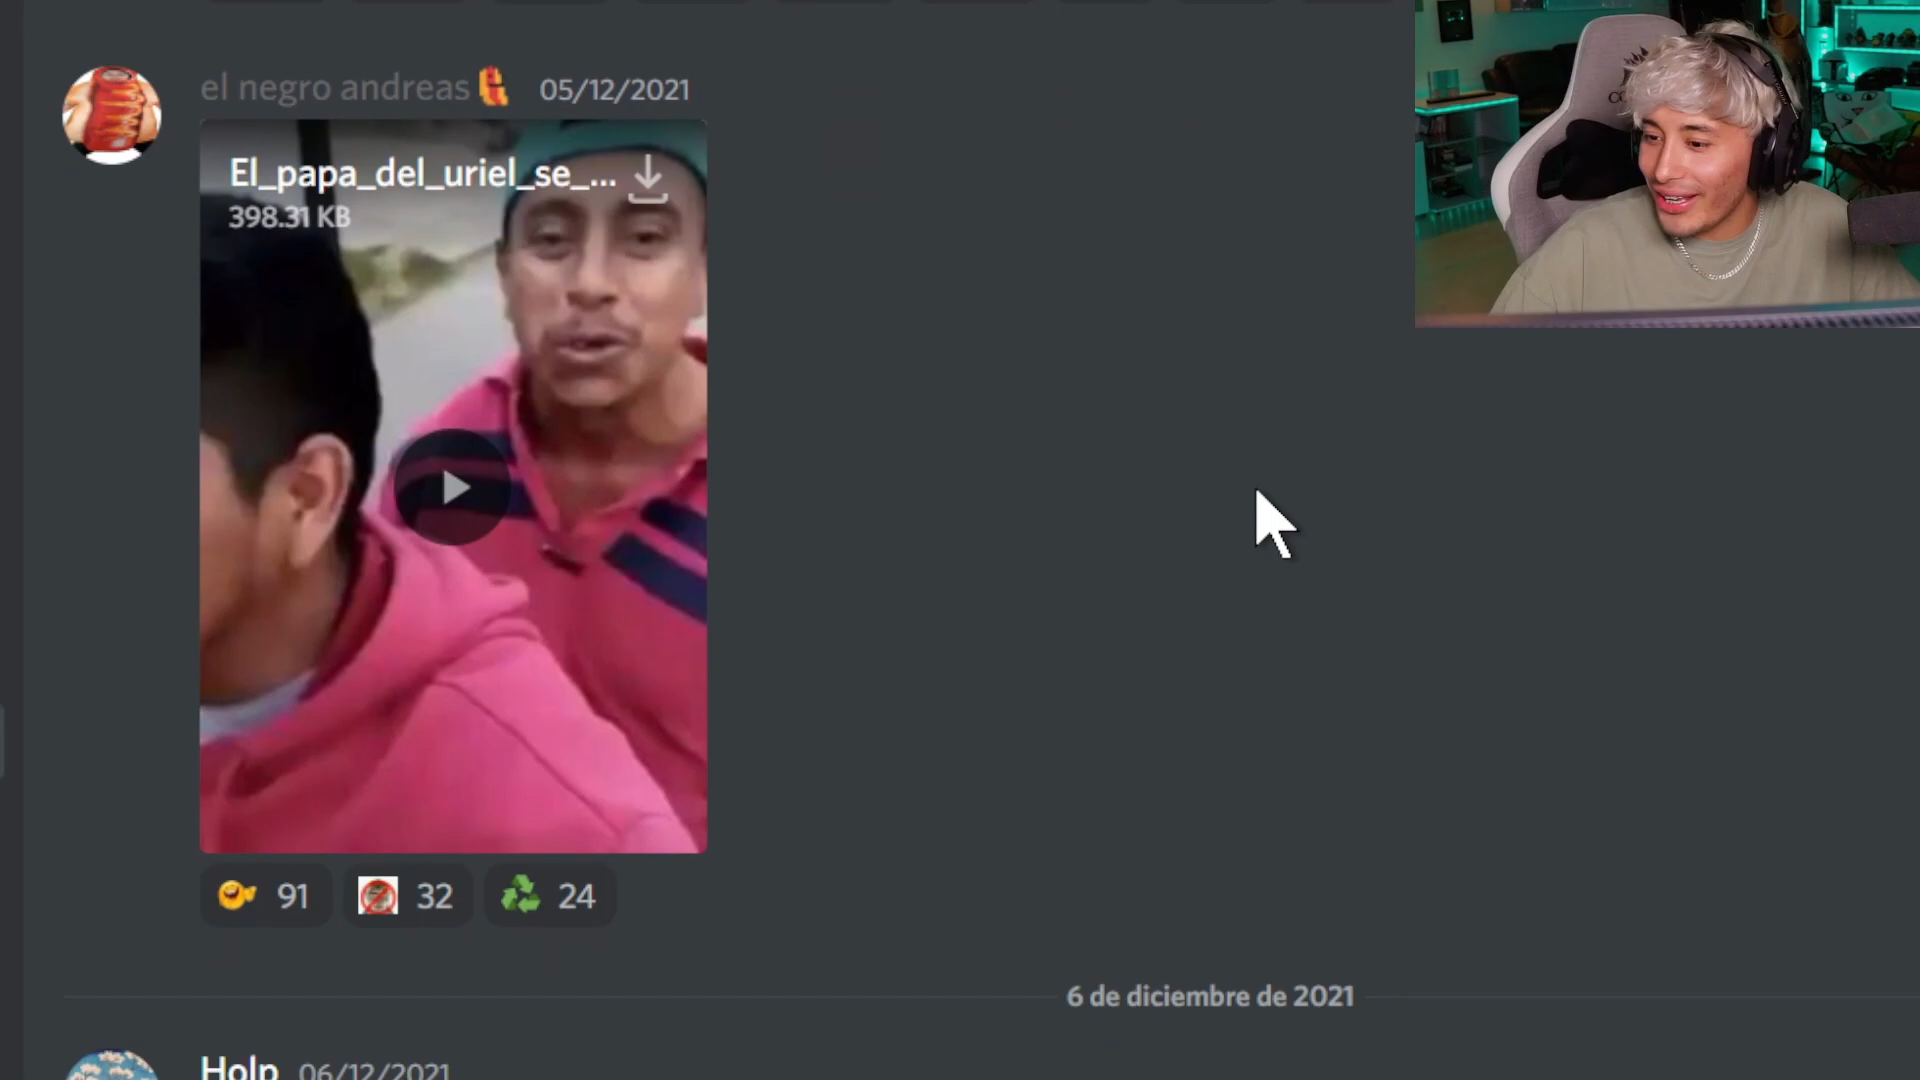 el negro andreas 05/12/2021
El_papa_del_uriel_se_...
398.31 KB
91 32 24
6 de diciembre de 2021
Holp 06/12/2021